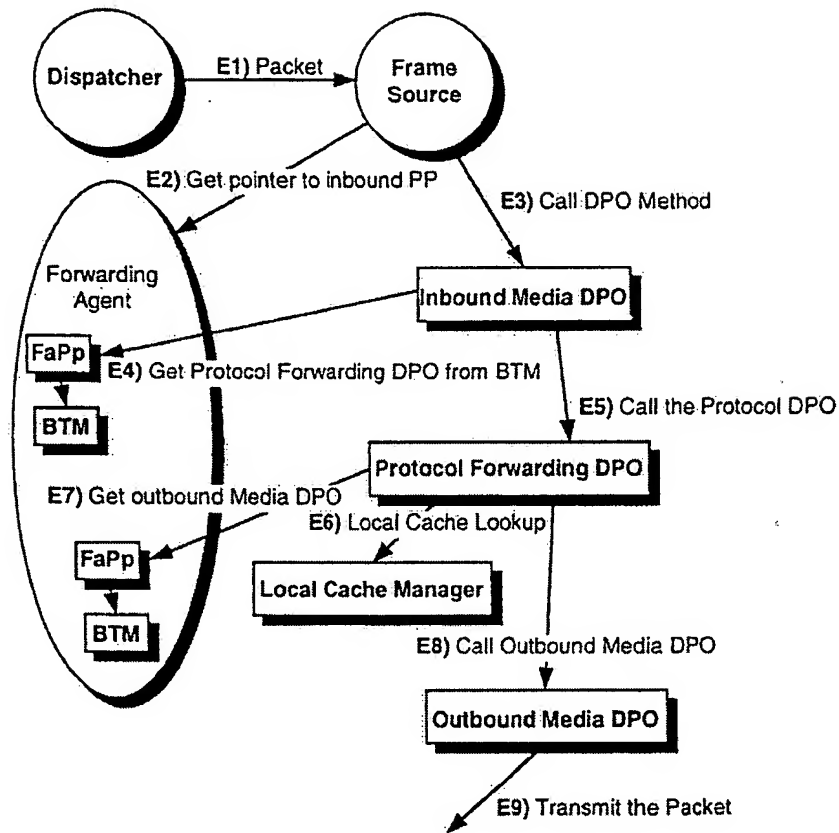 Dispatcher
E1) Packet
Frame
Source
E2) Get pointer to inbound PP
E3) Call DPO Method
Forwarding
Agent
Inbound Media DPO
FaPp
E4) Get Protocol Forwarding DPO from BTM
BTM
E5) Call the Protocol DPO
Protocol Forwarding DPO
E7) Get outbound Media DPO
E6) Local Cache Lookup
FaPp
Local Cache Manager
BTM
E8) Call Outbound Media DPO
Outbound Media DPO
E9) Transmit the Packet